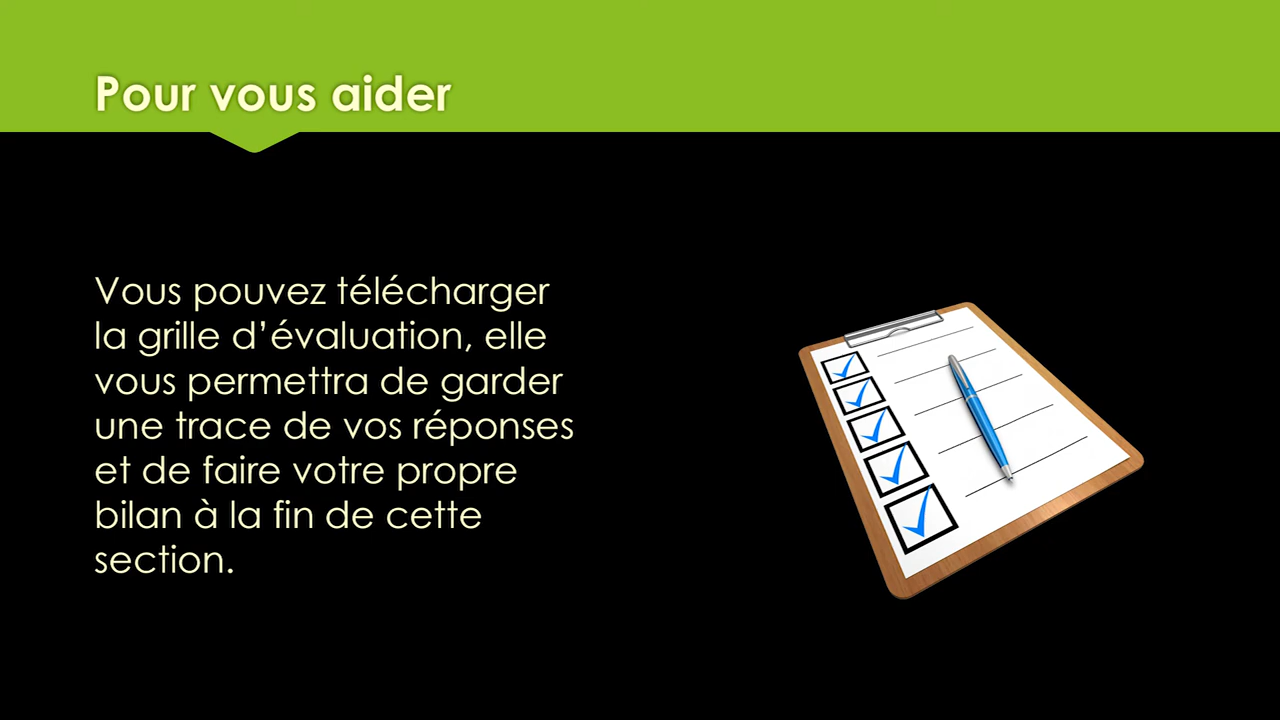 Pour vous aider
Vous pouvez télécharger
la grille d’évaluation, elle
vous permettra de garder
une trace de vos réponses
et de faire votre propre
bilan à la fin de cette
section.